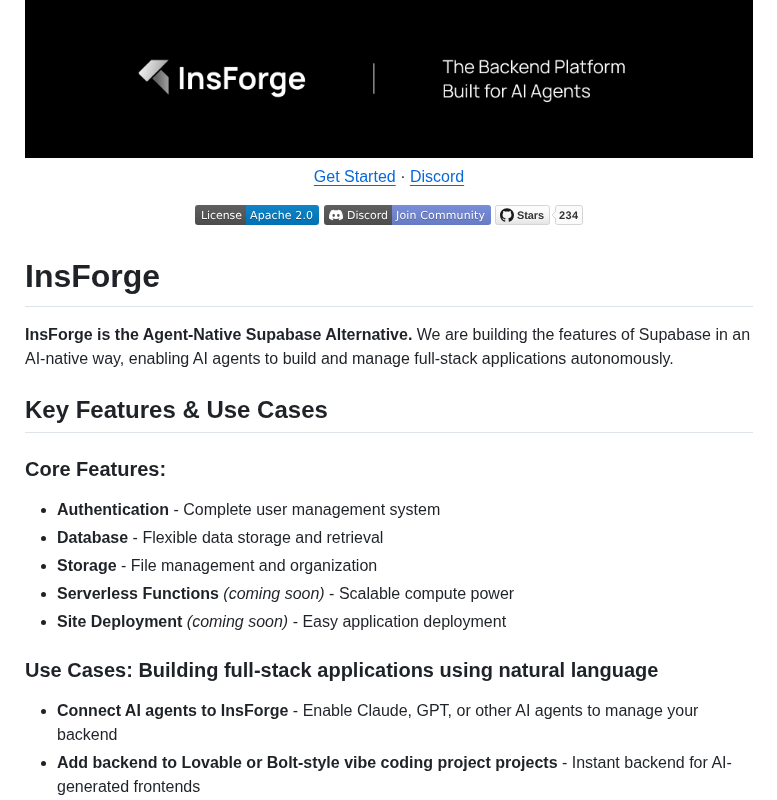 InsForge
The Backend Platform
Built for AI Agents
Get Started · Discord
License Apache 2.0 Discord Join Community Stars 234
InsForge
InsForge is the Agent-Native Supabase Alternative. We are building the features of Supabase in an
AI-native way, enabling AI agents to build and manage full-stack applications autonomously.
Key Features & Use Cases
Core Features:
• Authentication - Complete user management system
• Database - Flexible data storage and retrieval
• Storage - File management and organization
• Serverless Functions (coming soon) - Scalable compute power
• Site Deployment (coming soon) - Easy application deployment
Use Cases: Building full-stack applications using natural language
• Connect AI agents to InsForge - Enable Claude, GPT, or other AI agents to manage your
backend
• Add backend to Lovable or Bolt-style vibe coding project projects - Instant backend for AI-
generated frontends